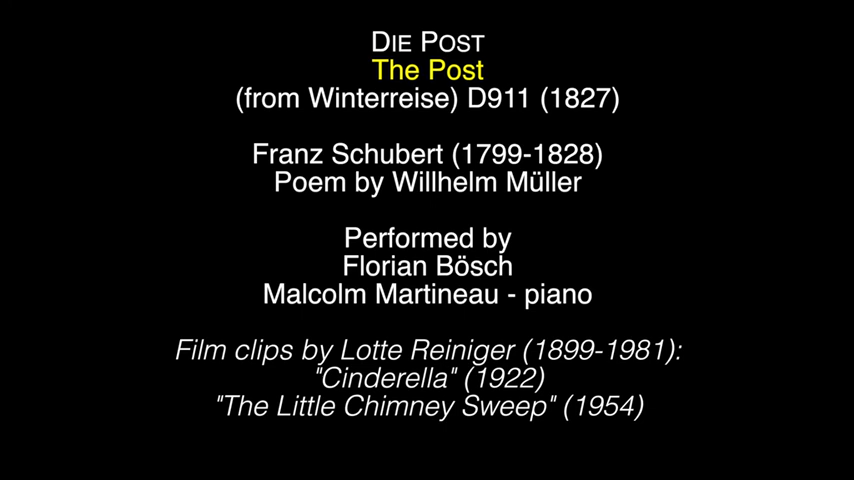 DIE POST
The Post
(from Winterreise) D911 (1827)
Franz Schubert (1799-1828)
Poem by Willhelm Müller
Performed by
Florian Bösch
Malcolm Martineau - piano
Film clips by Lotte Reiniger (1899-1981):
"Cinderella" (1922)
"The Little Chimney Sweep" (1954)